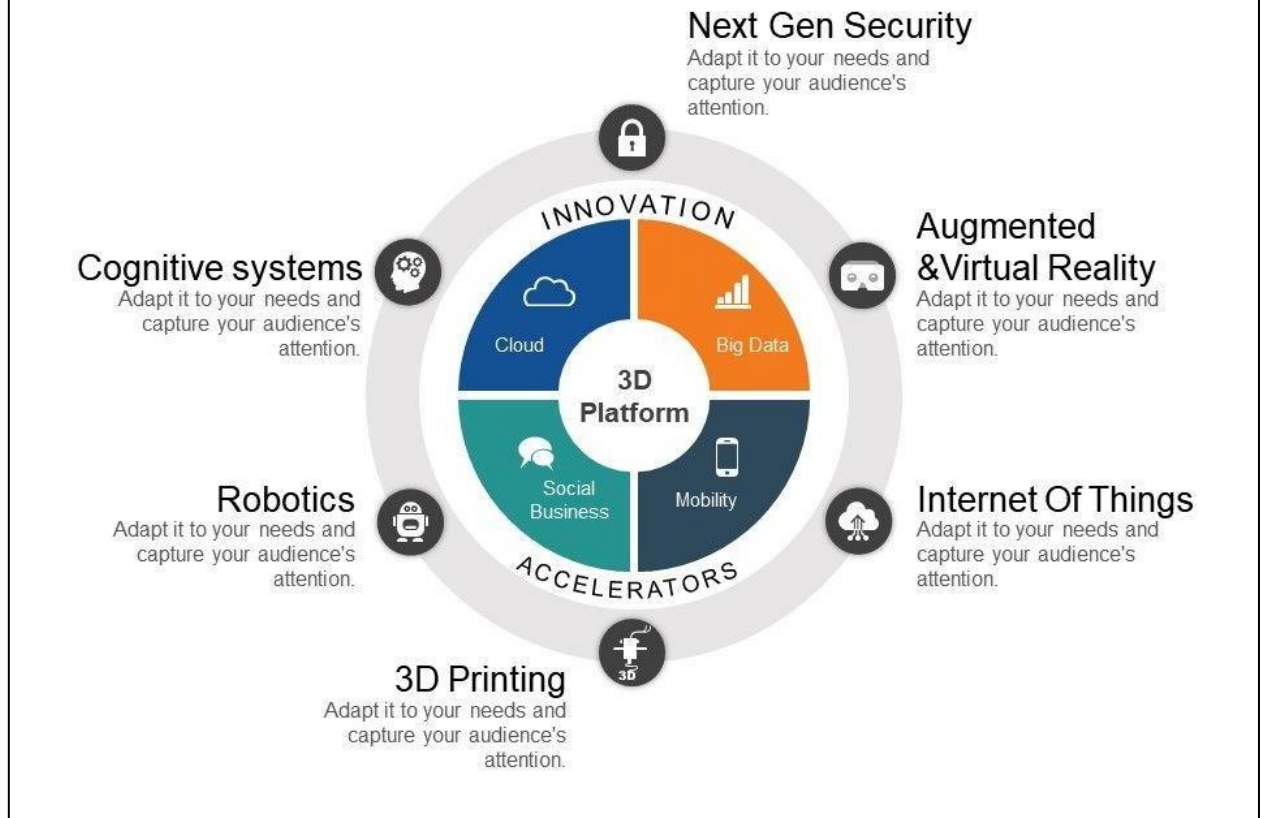 Next Gen Security
Adapt it to your needs and
capture your audience's
attention.
INNOVATION
Augmented
&Virtual Reality
Adapt it to your needs and
capture your audience's
attention.
Cognitive systems
Adapt it to your needs and
capture your audience's
attention.
Cloud
Big Data
3D
Platform
Social
Business
Mobility
Robotics
Adapt it to your needs and
capture your audience's
attention.
Internet Of Things
Adapt it to your needs and
capture your audience's
attention.
ACCELERATORS
3D
3D Printing
Adapt it to your needs and
capture your audience's
attention.